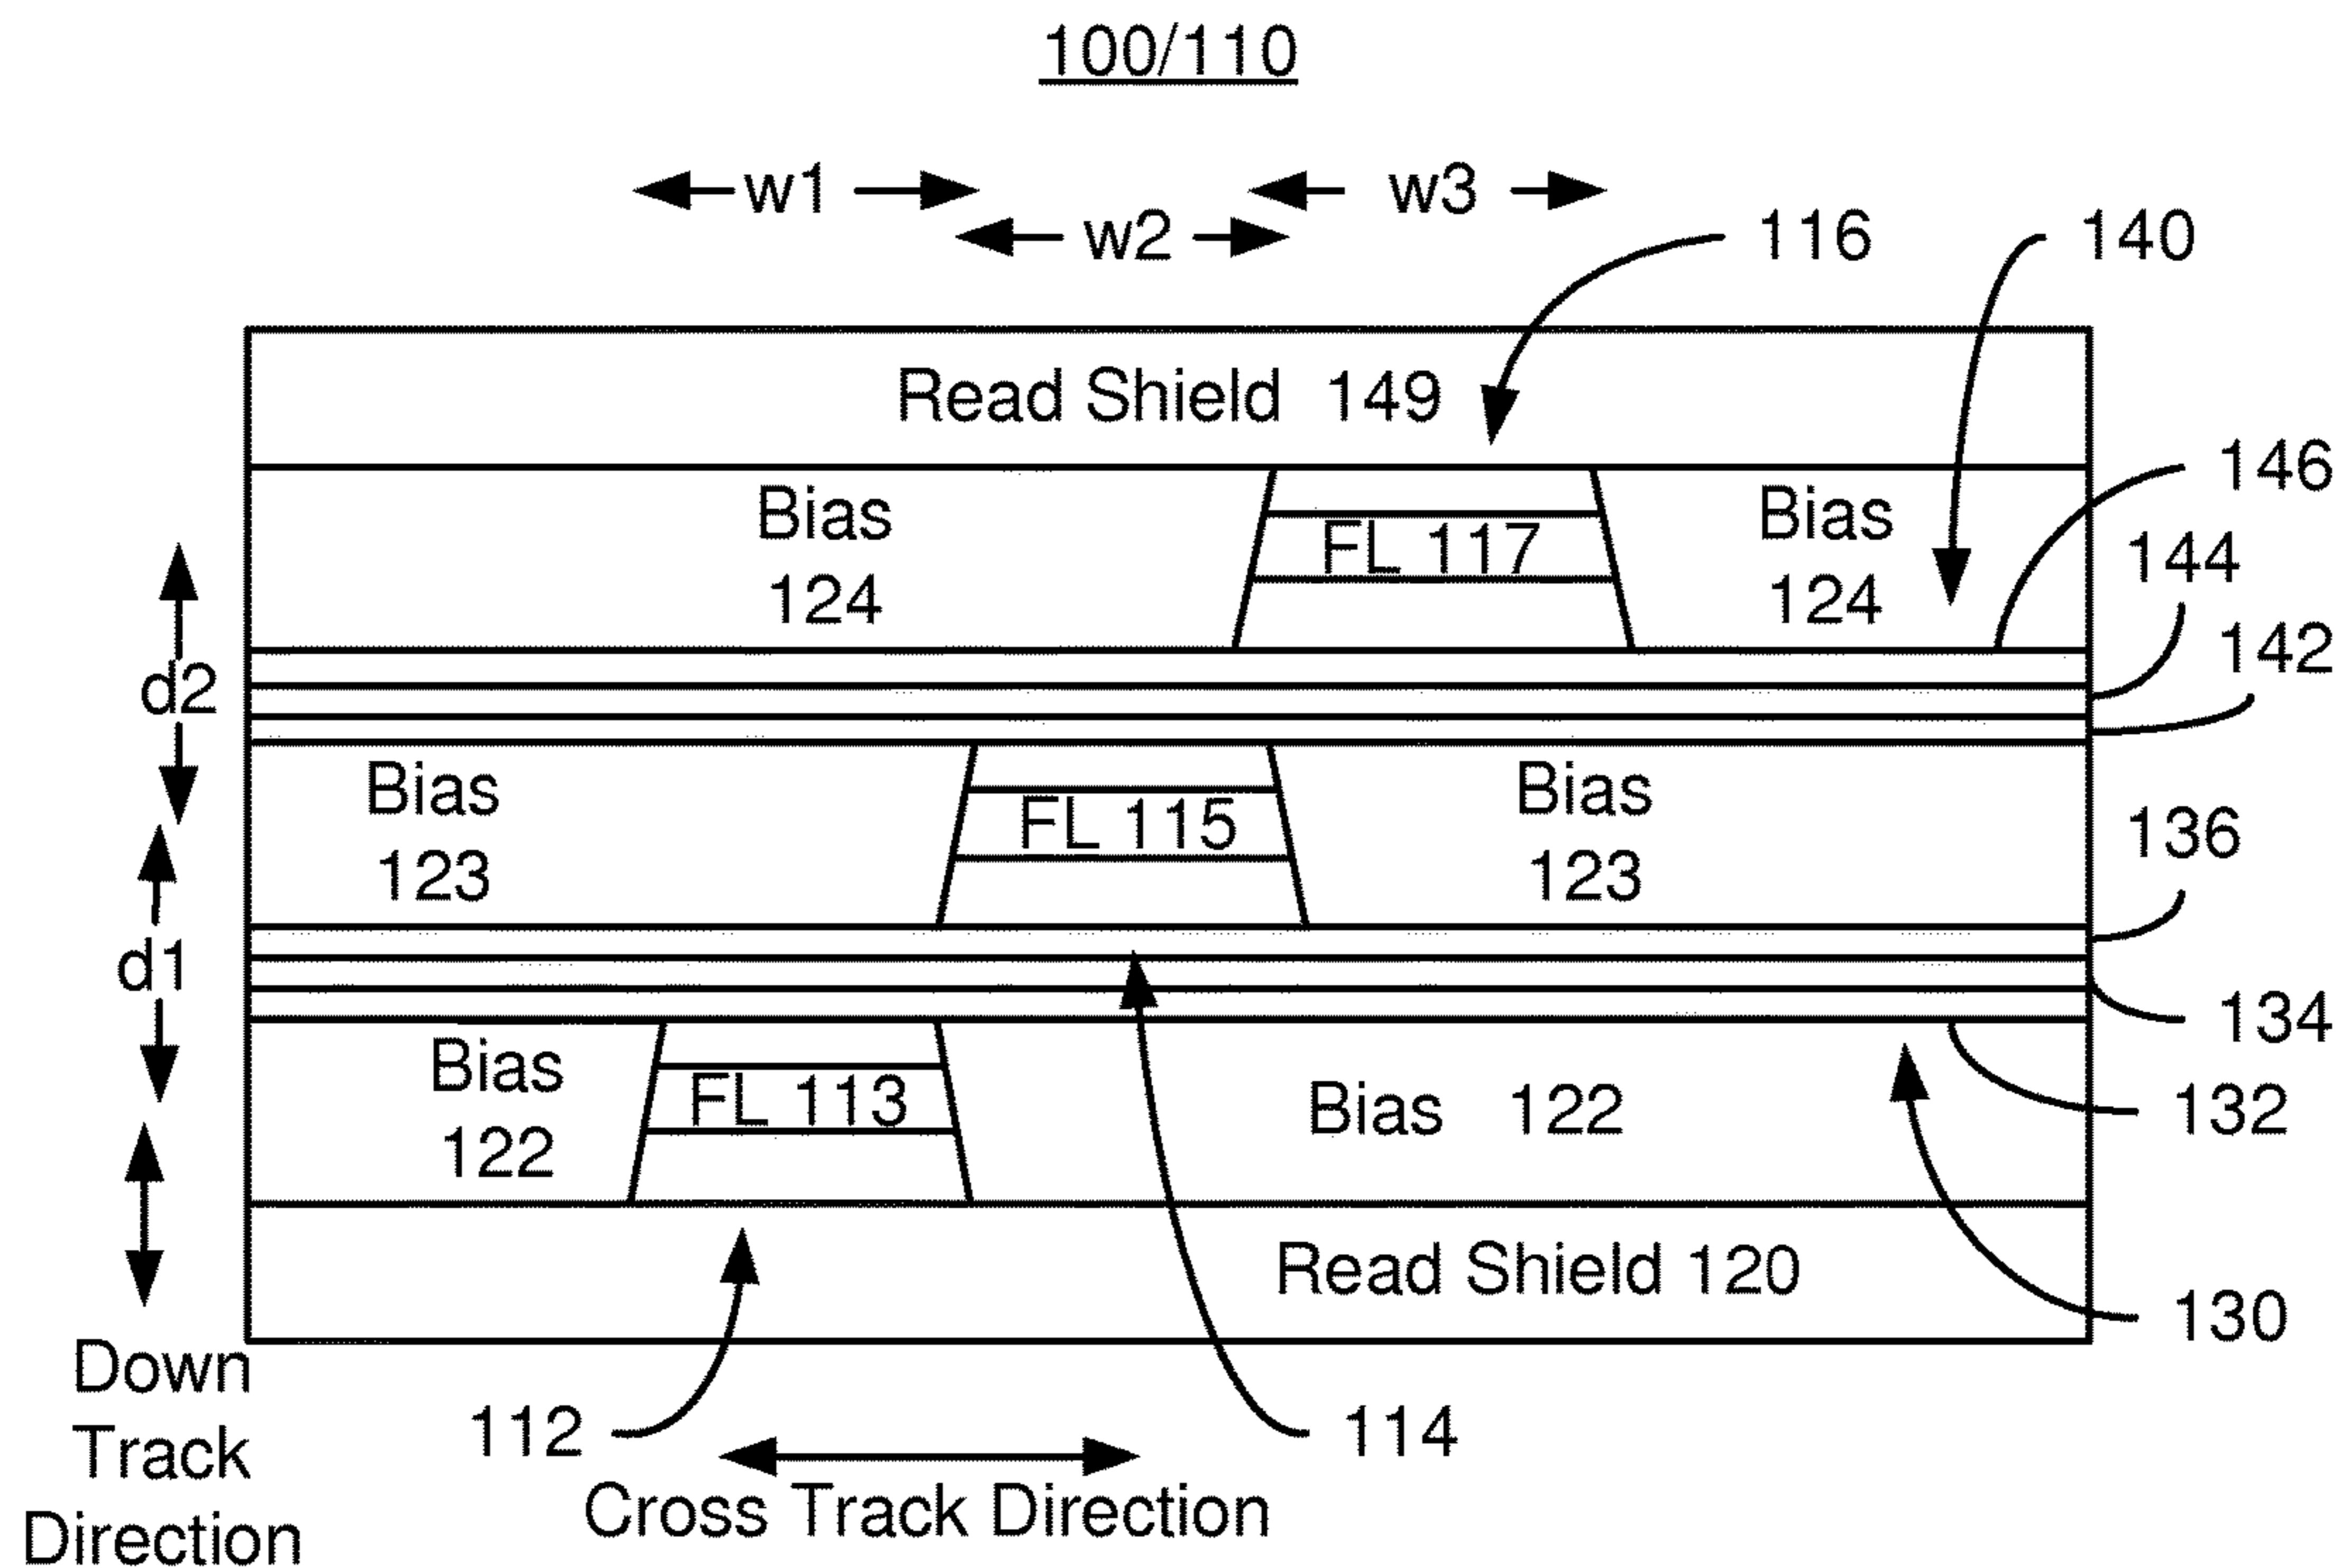 100/110
w1
w3
w2
116
140
Read Shield 149
146
Bias
124
FL 117
Bias
124
144
142
d2
Bias
123
FL 115
Bias
123
136
d1
134
Bias
122
FL 113
Bias 122
132
Read Shield 120
130
Down
Track
Direction
112
114
Cross Track Direction